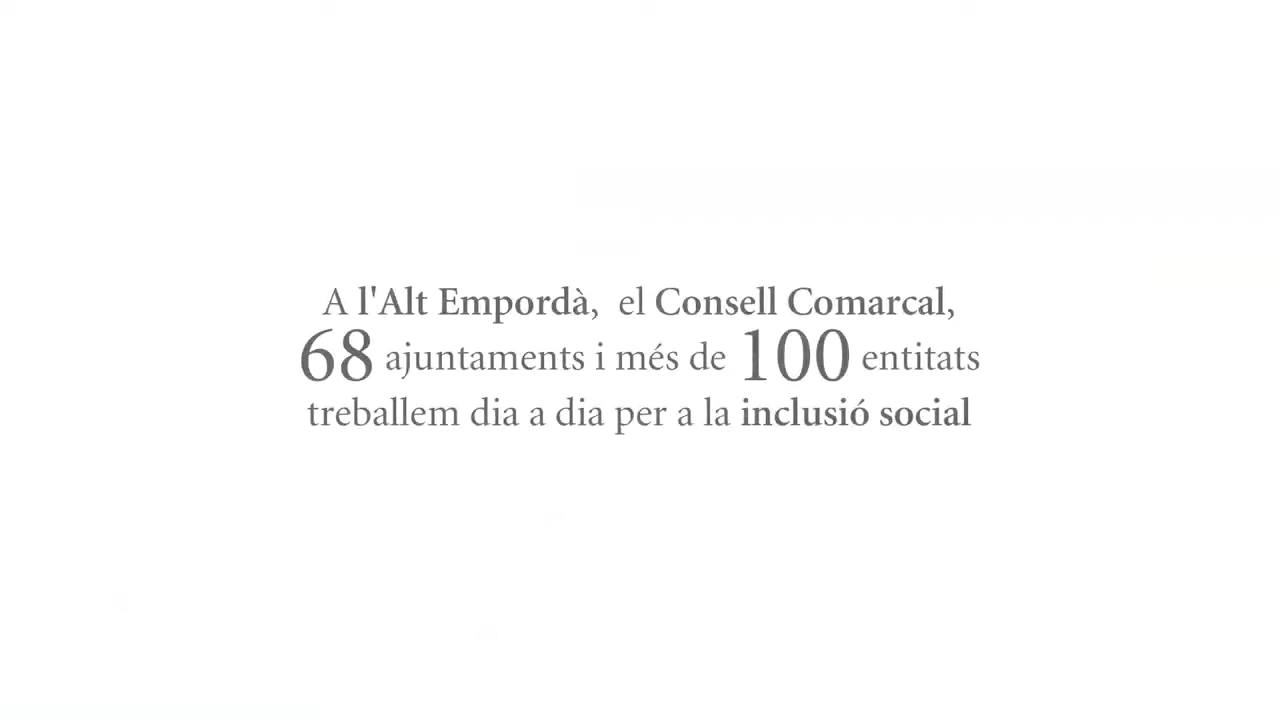 A l'Alt Empordà, el Consell Comarcal,
68 ajuntaments i més de 100 entitats
treballem dia a dia per a la inclusió social